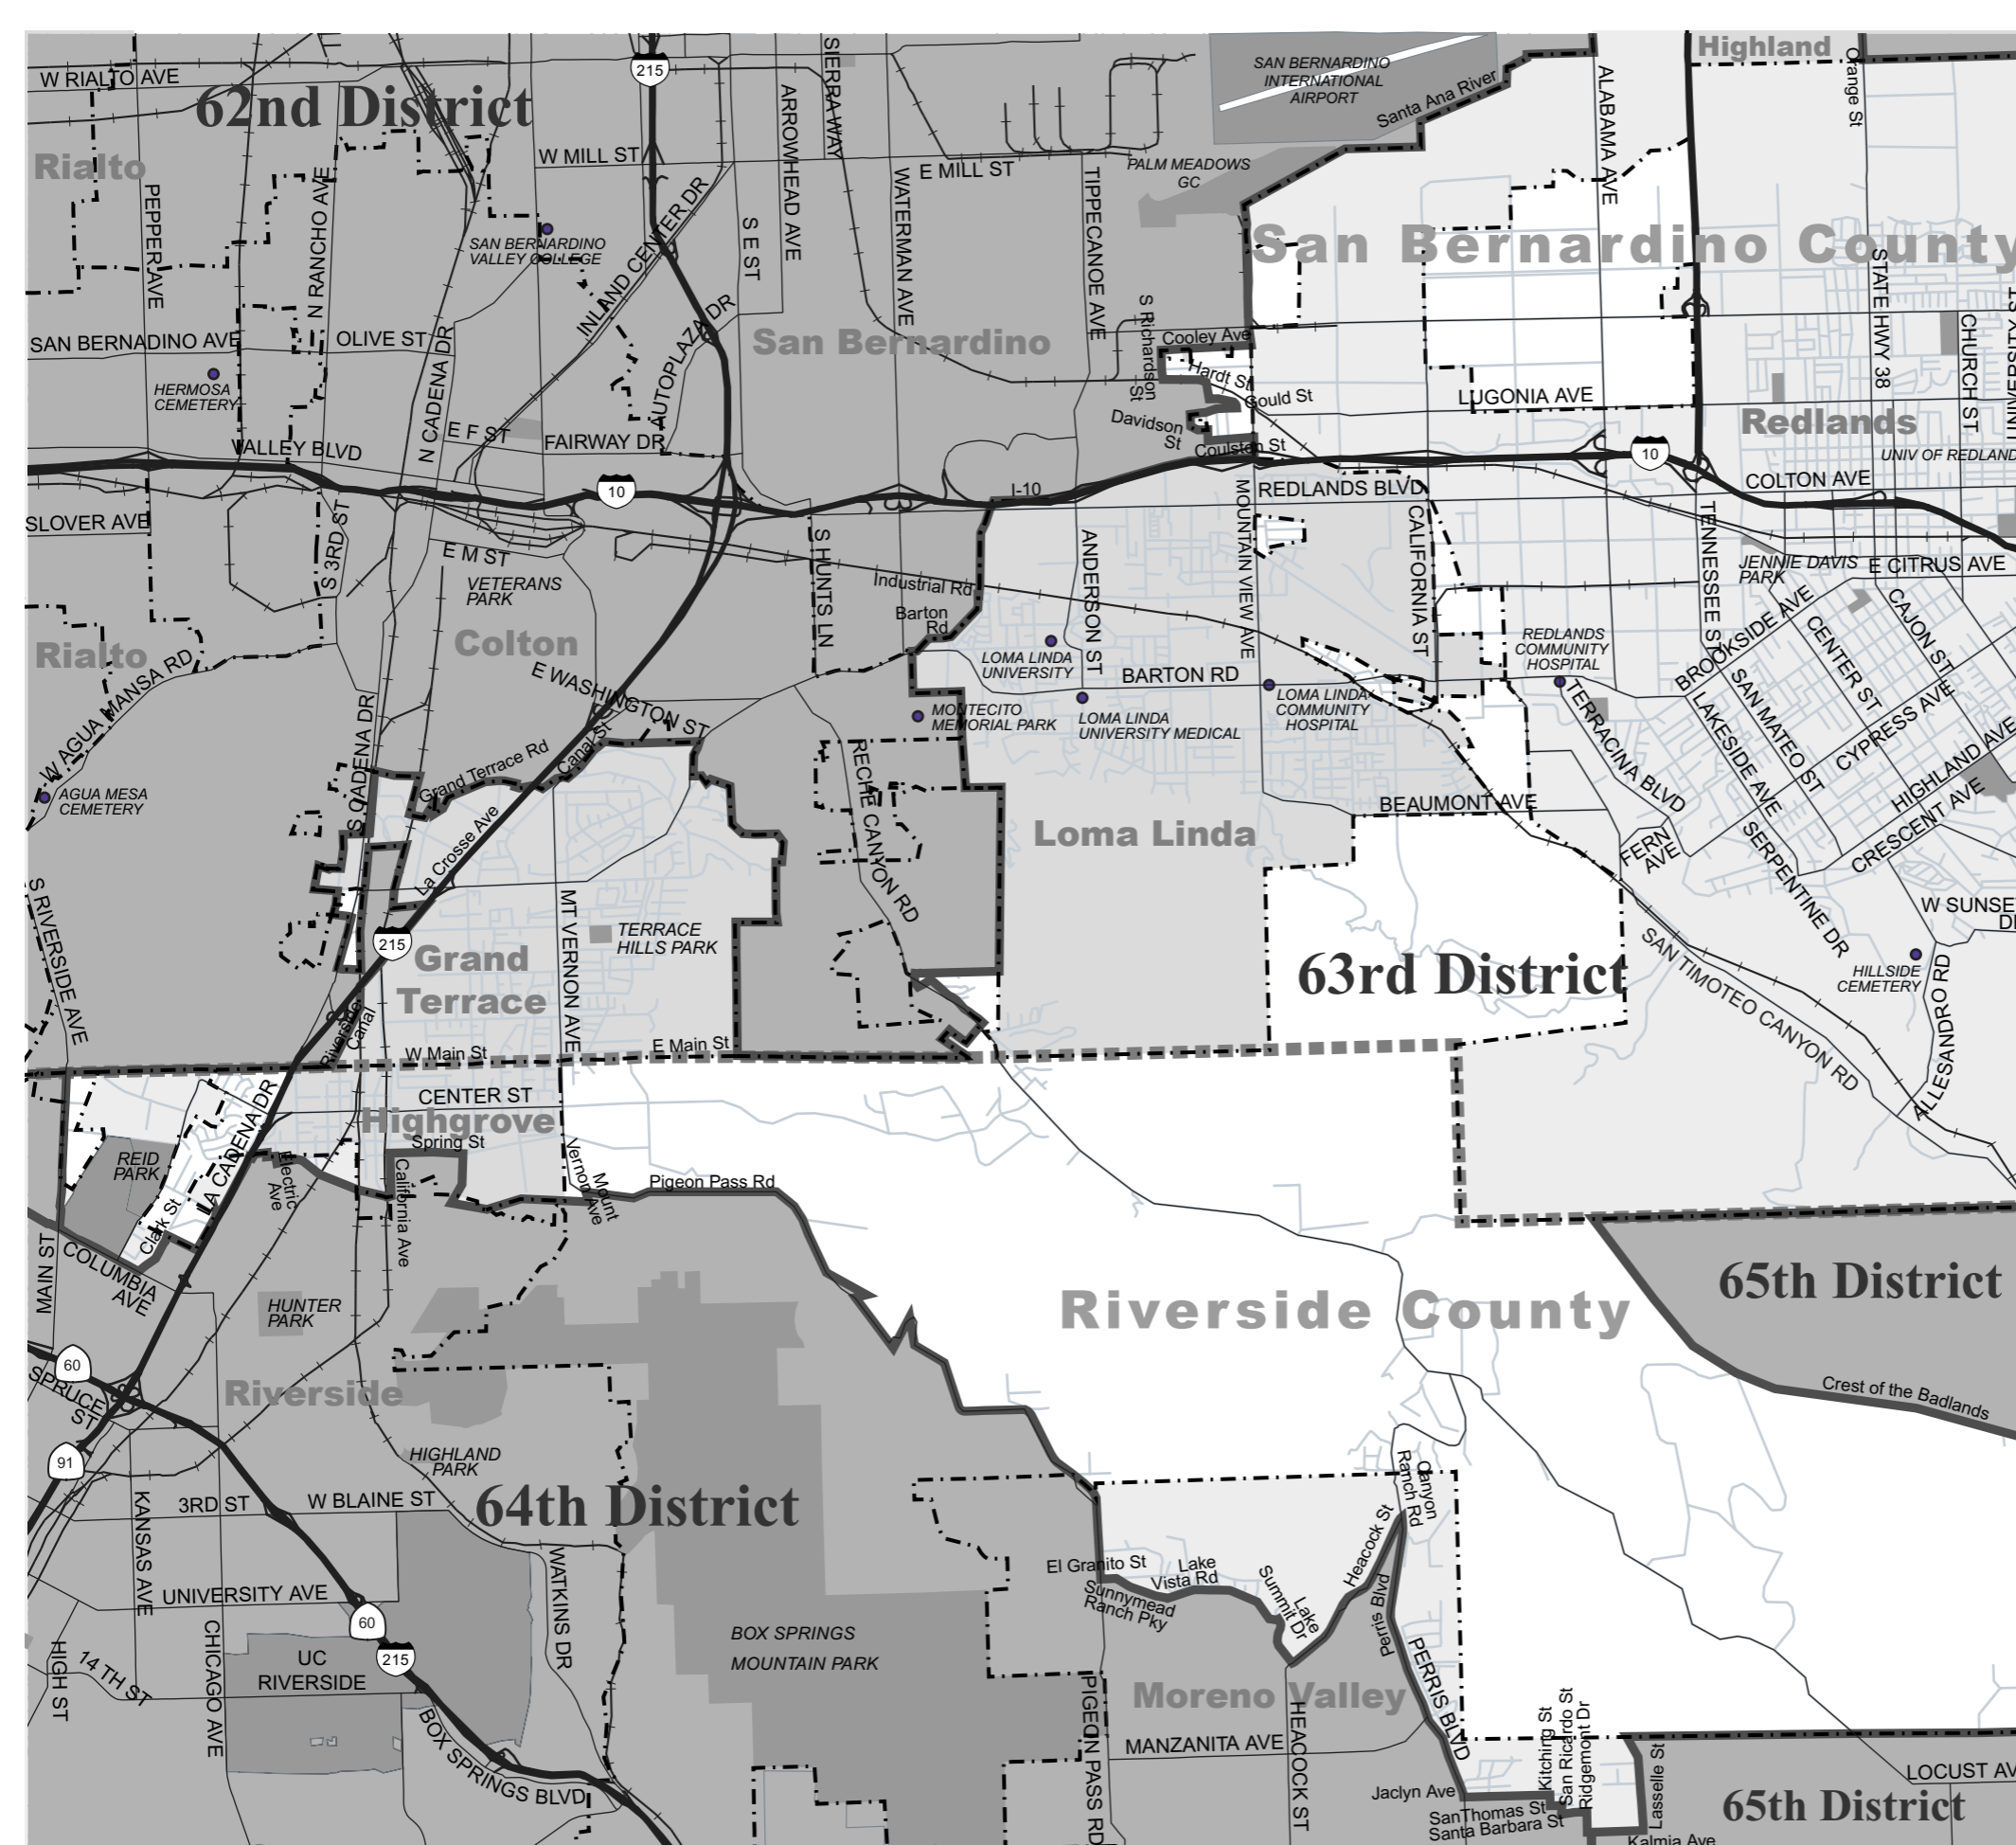 Highland
Orange St
W RIALTO AVE
62nd District
215
SIERRA WAY
ARROWHEAD AVE
SAN BERNARDINO
INTERNATIONAL
AIRPORT
Santa Ana River
ALABAMA AVE
Rialto
PEPPER AVE
N RANCHO AVE
W MILL ST
E MILL ST
WATERMAN AVE
TIPPECANOE AVE
PALM MEADOWS
GC
INLAND CENTER DR
S E ST
SAN BERNARDINO
VALLEY COLLEGE
San Bernardino County
STATE HWY 38
CHURCH ST
UNIVERSITY ST
SAN BERNADINO AVE
OLIVE ST
N CADENA DR
AUTOPLAZA DR
San Bernardino
S Richardson
St
Cooley Ave
Hardt St
Gould St
Davidson
St
Coulston St
LUGONIA AVE
Redlands
UNIV OF REDLAND
HERMOSA
CEMETERY
E F ST
FAIRWAY DR
VALLEY BLVD
10
I-10
10
COLTON AVE
REDLANDS BLVD
SLOVER AVE
S 3RD ST
E M ST
VETERANS
PARK
S HUNTS LN
Industrial Rd
Barton
Rd
ANDERSON ST
MOUNTAIN VIEW AVE
CALIFORNIA ST
TENNESSEE ST
JENNIE DAVIS
PARK
E CITRUS AVE
BROOKSIDE AVE
CENTER ST
CAJON ST
Rialto
Colton
LOMA LINDA
UNIVERSITY
REDLANDS
COMMUNITY
HOSPITAL
W AGUA MANSA RD
E WASHINGTON ST
BARTON RD
MONTECITO
MEMORIAL PARK
LOMA LINDA
UNIVERSITY MEDICAL
LOMA LINDA
COMMUNITY
HOSPITAL
TERRACINA BLVD
LAKESIDE AVE
SAN MATEO ST
CYPRESS AVE
HIGHLAND AVE
CRESCENT AVE
AGUA MESA
CEMETERY
S CADENA DR
Grand Terrace Rd
Canal St
La Crosse Ave
RECHE CANYON RD
Loma Linda
BEAUMONT AVE
FERN
AVE
SERPENTINE DR
W SUNSE
DR
S RIVERSIDE AVE
215
MT VERNON AVE
TERRACE
HILLS PARK
Grand
Terrace
63rd District
SAN TIMOTEO CANYON RD
HILLSIDE
CEMETERY
ALLESANDRO RD
Riverside
Canal
W Main St
E Main St
CENTER ST
Highgrove
Spring St
LA CADENA DR
REID
PARK
Clark St
Electric
Ave
California Ave
Vernon Ave
Mount
Pigeon Pass Rd
MAIN ST
COLUMBIA
AVE
HUNTER
PARK
Riverside County
65th District
Crest of the Badlands
60
SPRUCE
ST
91
Riverside
HIGHLAND
PARK
64th District
3RD ST
W BLAINE ST
KANSAS AVE
WATKINS DR
UNIVERSITY AVE
CHICAGO AVE
HIGH ST
14 TH ST
60
215
UC
RIVERSIDE
BOX SPRINGS BLVD
BOX SPRINGS
MOUNTAIN PARK
Canyon
Ranch Rd
El Granito St
Lake
Vista Rd
Sunnymead
Ranch Pky
Lake
Summit Dr
Heacock St
Perris Blvd
PERRIS BLVD
Moreno Valley
PIGEON PASS RD
MANZANITA AVE
HEACOCK ST
Jaclyn Ave
SanThomas St
Santa Barbara St
Kitching St
San Ricardo St
Ridgemont Dr
Lasselle St
Kalmia Ave
65th District
LOCUST AV